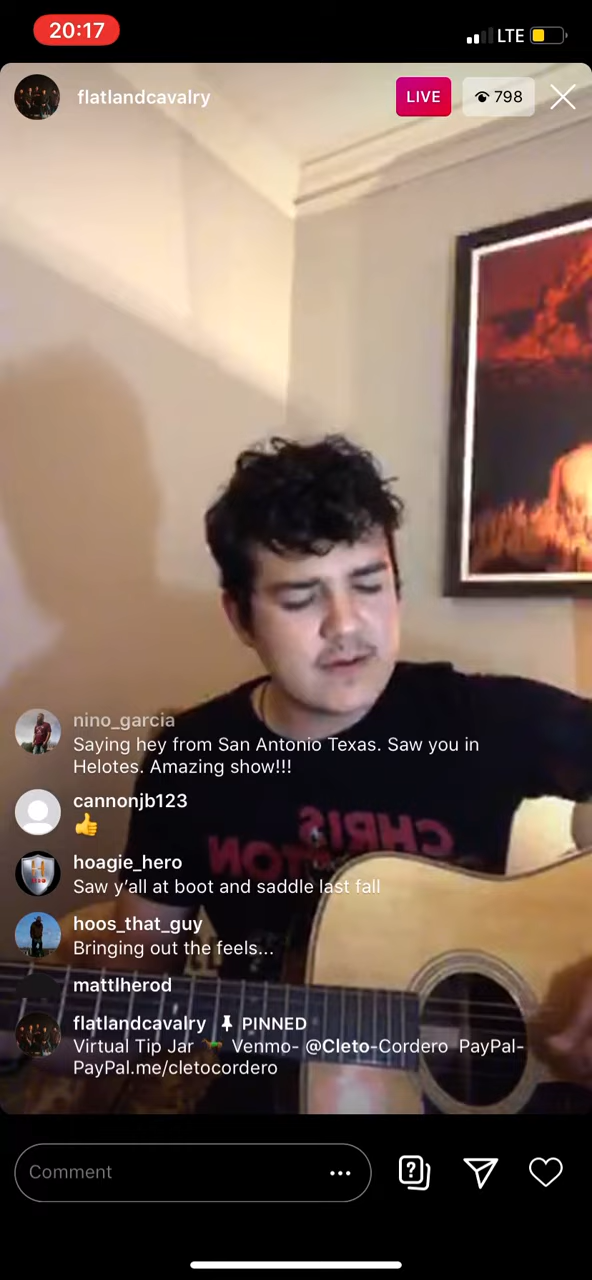 20:17
LTE
flatlandcavalry
LIVE
798
nino_garcia
Saying hey from San Antonio Texas. Saw you in
Helotes. Amazing show!!!
cannonjb123
👍
hoagie_hero
Saw y'all at boot and saddle last fall
hoos_that_guy
Bringing out the feels...
mattlherod
flatlandcavalry PINNED
Virtual Tip Jar Venmo- @Cleto-Cordero PayPal-
PayPal.me/cletocordero
CHRIS
Comment